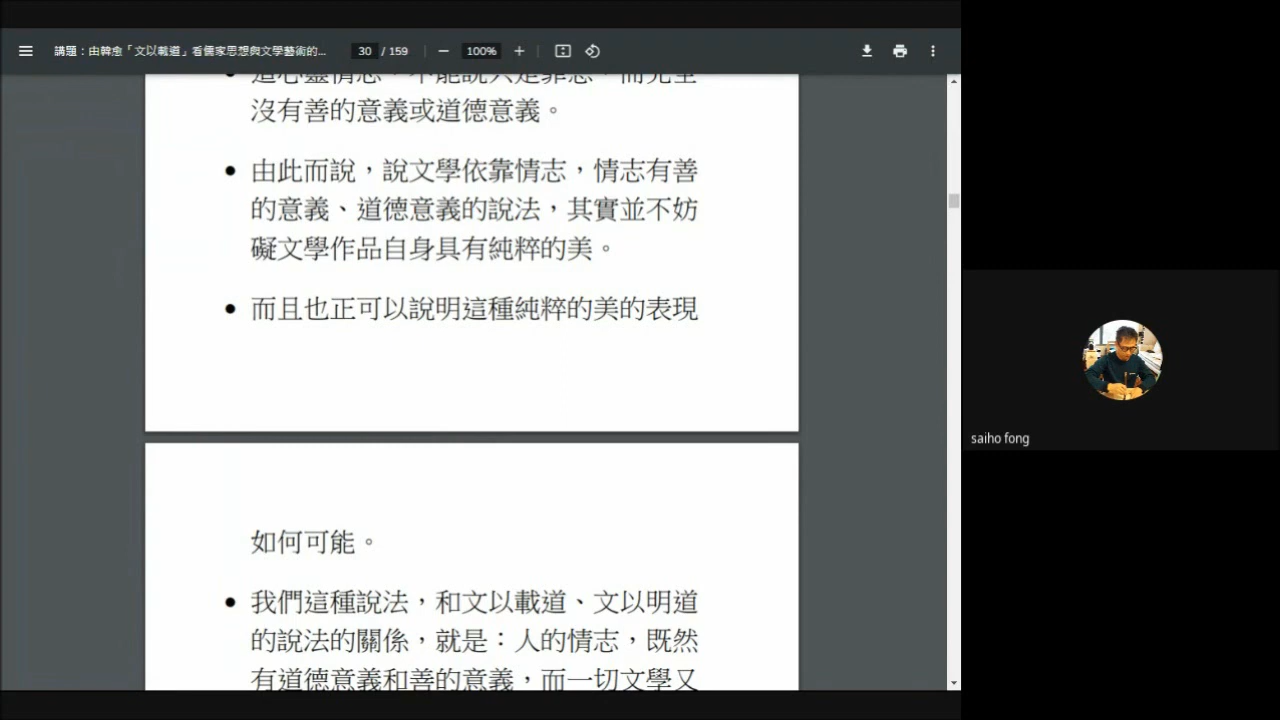 講題：由韓愈「文以載道」看儒家思想與文學藝術的...
30 / 159
100%
沒有善的意義或道德意義。
由此而說，說文學依靠情志，情志有善
的意義、道德意義的說法，其實並不妨
礙文學作品自身具有純粹的美。
而且也正可以說明這種純粹的美的表現
如何可能。
我們這種說法，和文以載道、文以明道
的說法的關係，就是：人的情志，既然
有道德意義和善的意義，而一切文學又
saiho fong